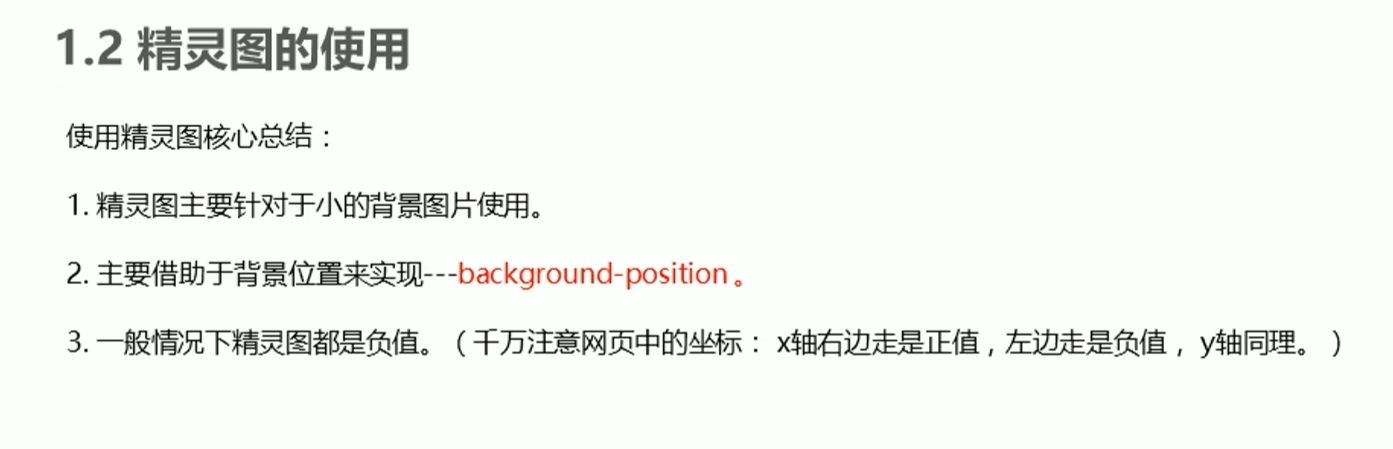 1.2 精灵图的使用
使用精灵图核心总结：
1. 精灵图主要针对于小的背景图片使用。
2. 主要借助于背景位置来实现---background-position 。
3. 一般情况下精灵图都是负值。（千万注意网页中的坐标： x轴右边走是正值，左边走是负值， y轴同理。）